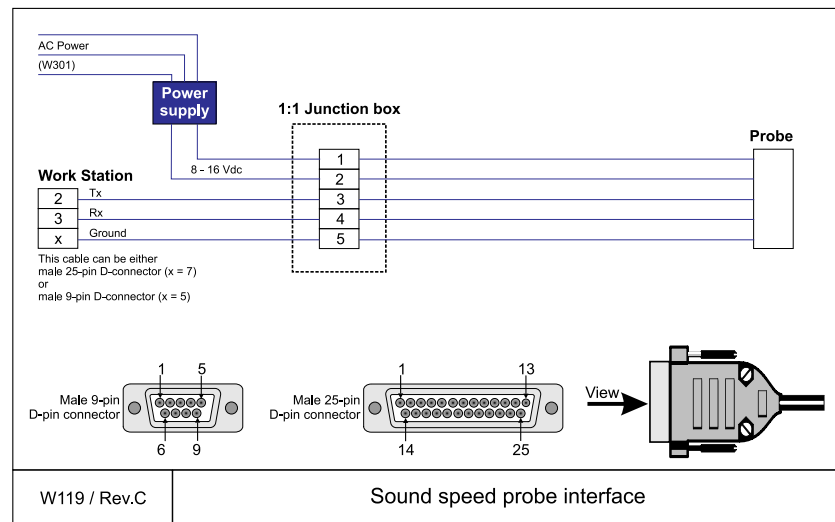 AC Power
(W301)
Power
supply
1:1 Junction box
Probe
8 - 16 Vdc
1
2
3
4
5
Work Station
2 Tx
3 Rx
x Ground
This cable can be either
male 25-pin D-connector (x = 7)
or
male 9-pin D-connector (x = 5)
1 5
Male 9-pin
D-pin connector
6 9
1 13
Male 25-pin
D-pin connector
14 25
View
W119 / Rev.C
Sound speed probe interface